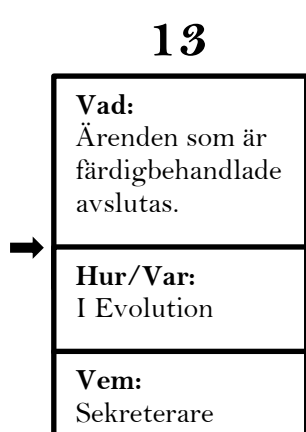 13
Vad:
Ärenden som är
färdigbehandlade
avslutas.
Hur/Var:
I Evolution
Vem:
Sekreterare